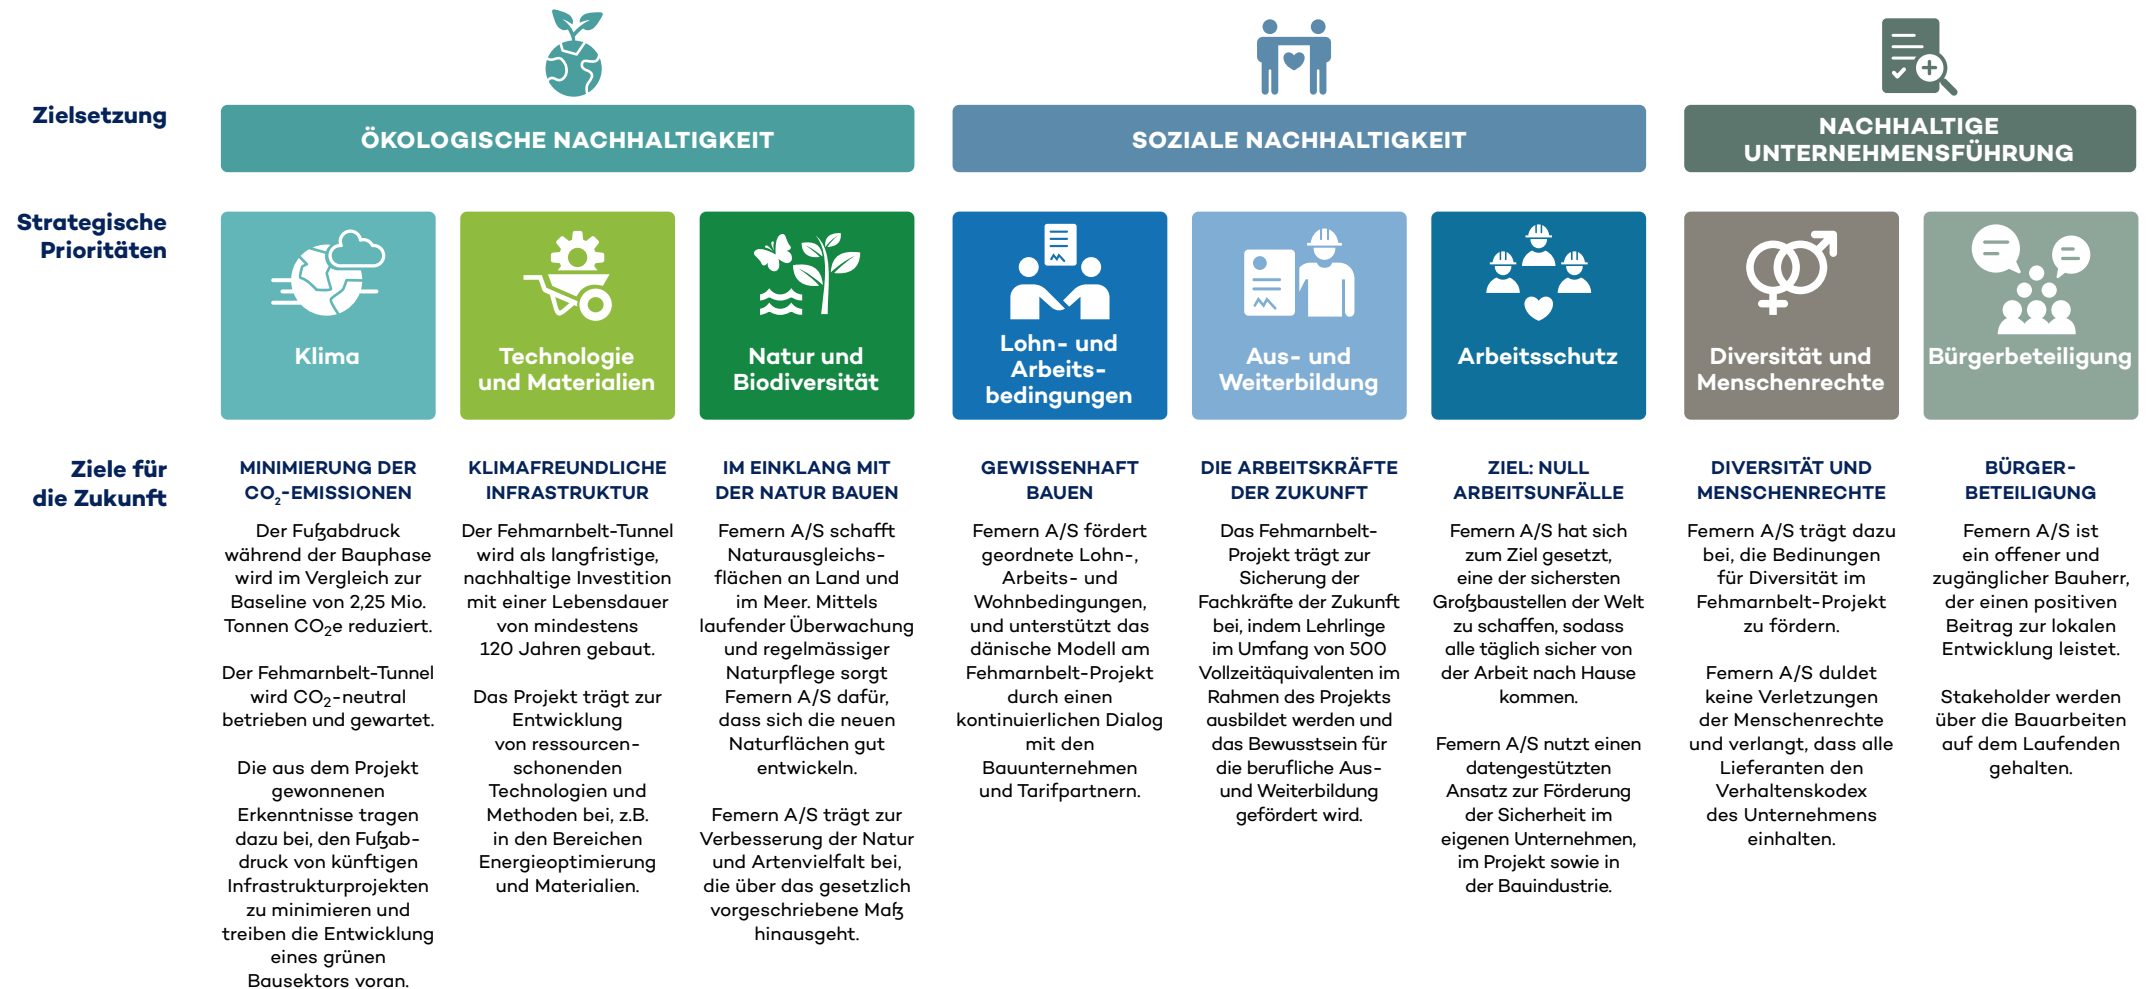 Zielsetzung
ÖKOLOGISCHE NACHHALTIGKEIT
SOZIALE NACHHALTIGKEIT
NACHHALTIGE
UNTERNEHMENSFÜHRUNG
Strategische
Prioritäten
Klima
Technologie
und Materialien
Natur und
Biodiversität
Lohn- und
Arbeits-
bedingungen
Aus- und
Weiterbildung
Arbeitsschutz
Diversität und
Menschenrechte
Bürgerbeteiligung
Ziele für
die Zukunft
MINIMIERUNG DER
CO₂-EMISSIONEN
Der Fußabdruck
während der Bauphase
wird im Vergleich zur
Baseline von 2,25 Mio.
Tonnen CO₂e reduziert.
Der Fehmarnbelt-Tunnel
wird CO₂-neutral
betrieben und gewartet.
Die aus dem Projekt
gewonnenen
Erkenntnisse tragen
dazu bei, den Fußab-
druck von künftigen
Infrastrukturprojekten
zu minimieren und
treiben die Entwicklung
eines grünen
Bausektors voran.
KLIMAFREUNDLICHE
INFRASTRUKTUR
Der Fehmarnbelt-Tunnel
wird als langfristige,
nachhaltige Investition
mit einer Lebensdauer
von mindestens
120 Jahren gebaut.
Das Projekt trägt zur
Entwicklung
von ressourcen-
schonenden
Technologien und
Methoden bei, z.B.
in den Bereichen
Energieoptimierung
und Materialien.
IM EINKLANG MIT
DER NATUR BAUEN
Femern A/S schafft
Naturausgleichs-
flächen an Land und
im Meer. Mittels
laufender Überwachung
und regelmässiger
Naturpflege sorgt
Femern A/S dafür,
dass sich die neuen
Naturflächen gut
entwickeln.
Femern A/S trägt zur
Verbesserung der Natur
und Artenvielfalt bei,
die über das gesetzlich
vorgeschriebene Maß
hinausgeht.
GEWISSENHAFT
BAUEN
Femern A/S fördert
geordnete Lohn-,
Arbeits- und
Wohnbedingungen,
und unterstützt das
dänische Modell am
Fehmarnbelt-Projekt
durch einen
kontinuierlichen Dialog
mit den
Bauunternehmen
und Tarifpartnern.
DIE ARBEITSKRÄFTE
DER ZUKUNFT
Das Fehmarnbelt-
Projekt trägt zur
Sicherung der
Fachkräfte der Zukunft
bei, indem Lehrlinge
im Umfang von 500
Vollzeitäquivalenten im
Rahmen des Projekts
ausbildet werden und
das Bewusstsein für
die berufliche Aus-
und Weiterbildung
gefördert wird.
ZIEL: NULL
ARBEITSUNFÄLLE
Femern A/S hat sich
zum Ziel gesetzt,
eine der sichersten
Großbaustellen der Welt
zu schaffen, sodass
alle täglich sicher von
der Arbeit nach Hause
kommen.
Femern A/S nutzt einen
datengestützten
Ansatz zur Förderung
der Sicherheit im
eigenen Unternehmen,
im Projekt sowie in
der Bauindustrie.
DIVERSITÄT UND
MENSCHENRECHTE
Femern A/S trägt dazu
bei, die Bedinungen
für Diversität im
Fehmarnbelt-Projekt
zu fördern.
Femern A/S duldet
keine Verletzungen
der Menschenrechte
und verlangt, dass alle
Lieferanten den
Verhaltenskodex
des Unternehmens
einhalten.
BÜRGER-
BETEILIGUNG
Femern A/S ist
ein offener und
zugänglicher Bauherr,
der einen positiven
Beitrag zur lokalen
Entwicklung leistet.
Stakeholder werden
über die Bauarbeiten
auf dem Laufenden
gehalten.